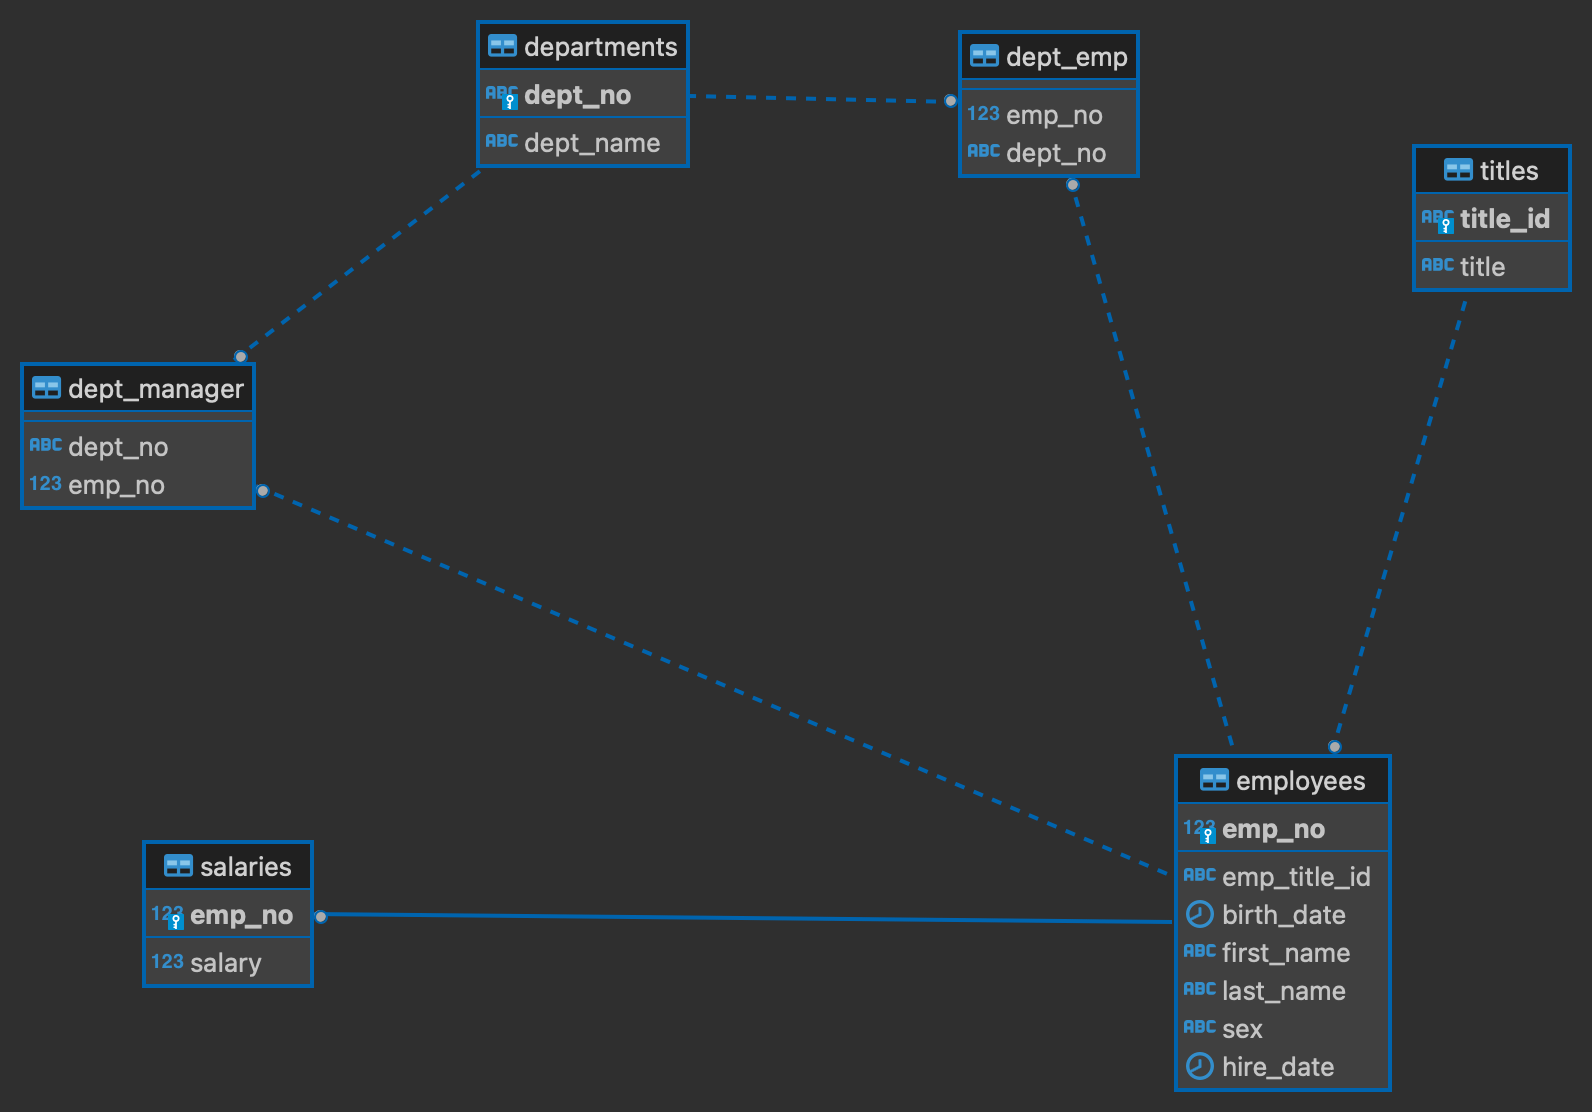 departments
ABC dept_no
ABC dept_name
dept_emp
123 emp_no
ABC dept_no
titles
ABC title_id
ABC title
dept_manager
ABC dept_no
123 emp_no
salaries
123 emp_no
123 salary
employees
123 emp_no
ABC emp_title_id
birth_date
ABC first_name
ABC last_name
ABC sex
hire_date